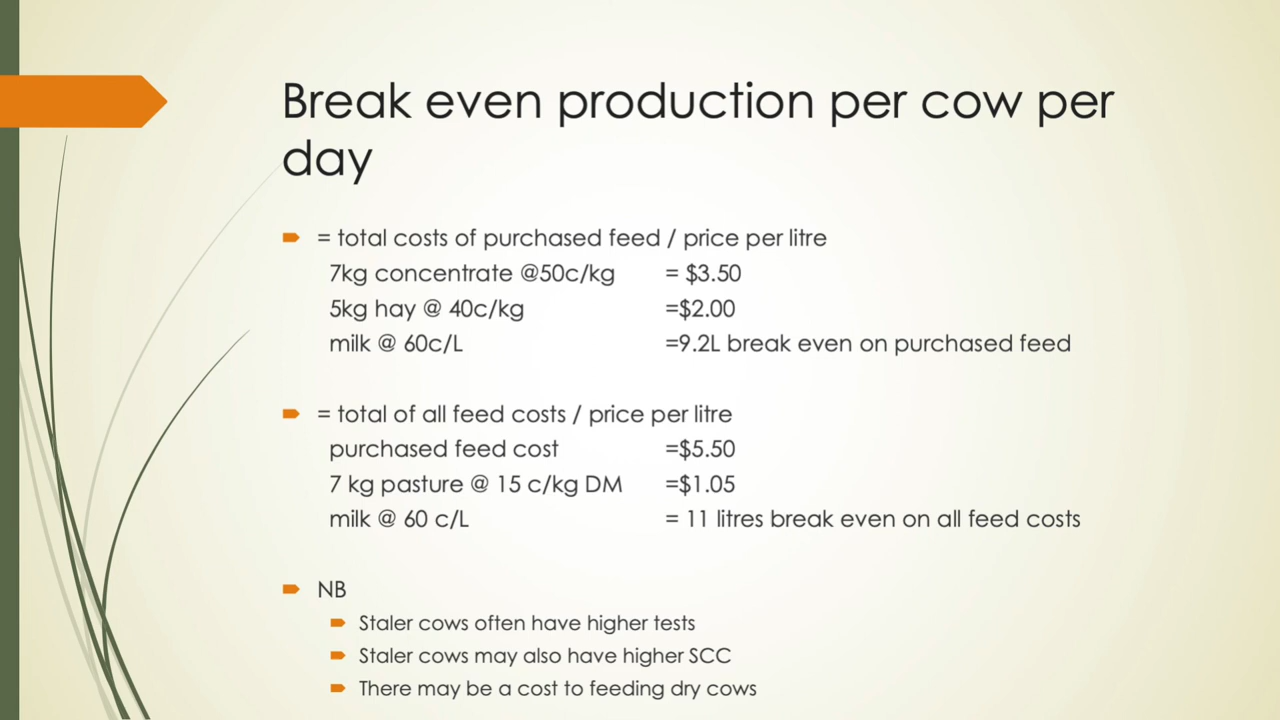 Break even production per cow per
day
= total costs of purchased feed / price per litre
7kg concentrate @50c/kg = $3.50
5kg hay @ 40c/kg =$2.00
milk @ 60c/L =9.2L break even on purchased feed
= total of all feed costs / price per litre
purchased feed cost =$5.50
7 kg pasture @ 15 c/kg DM =$1.05
milk @ 60 c/L = 11 litres break even on all feed costs
NB
Staler cows often have higher tests
Staler cows may also have higher SCC
There may be a cost to feeding dry cows